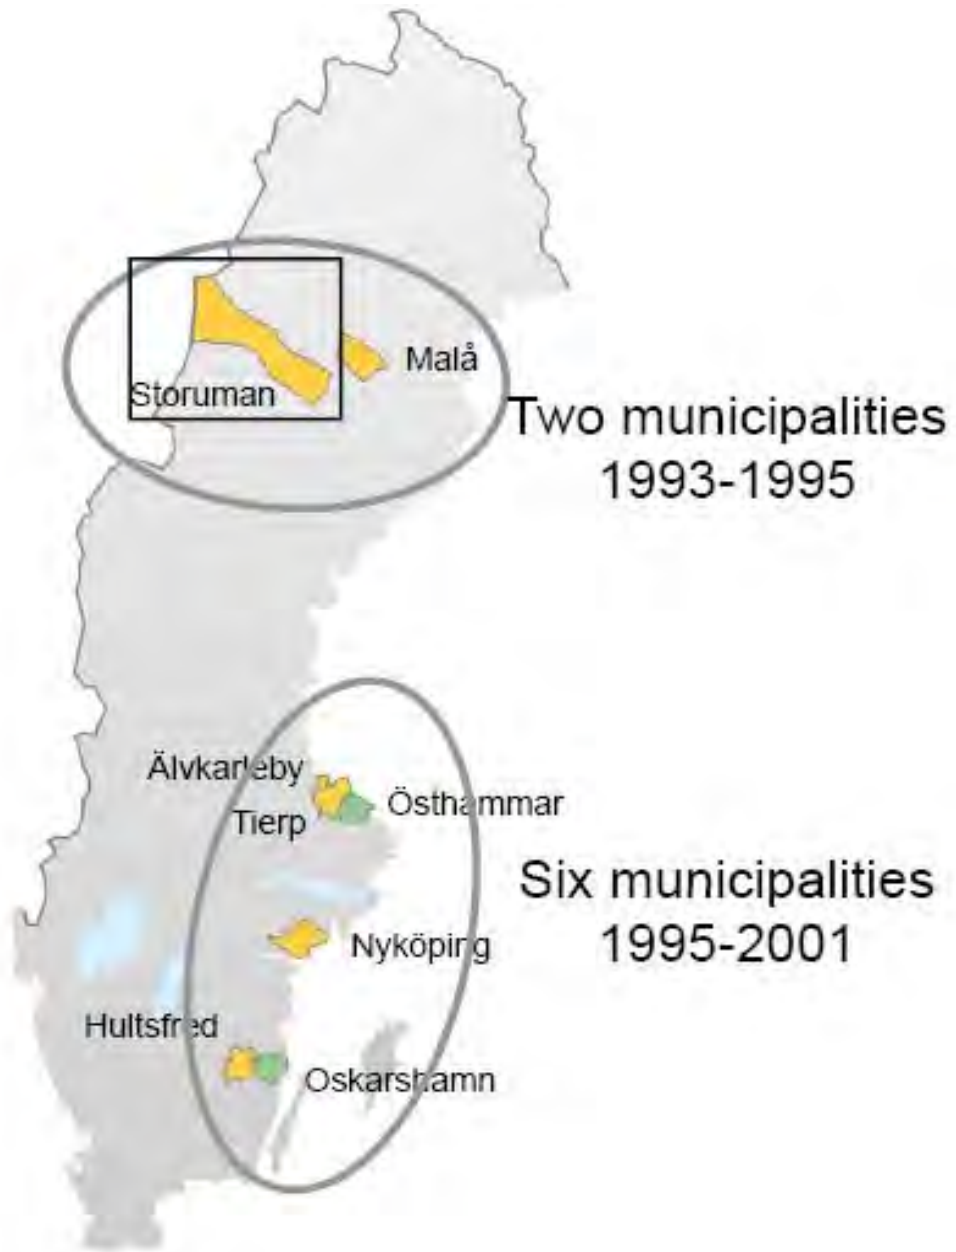 Malå
Storuman
Two municipalities
1993-1995
Älvkarleby
Östhammar
Tierp
Six municipalities
1995-2001
Nyköping
Hultsfred
Oskarshamn